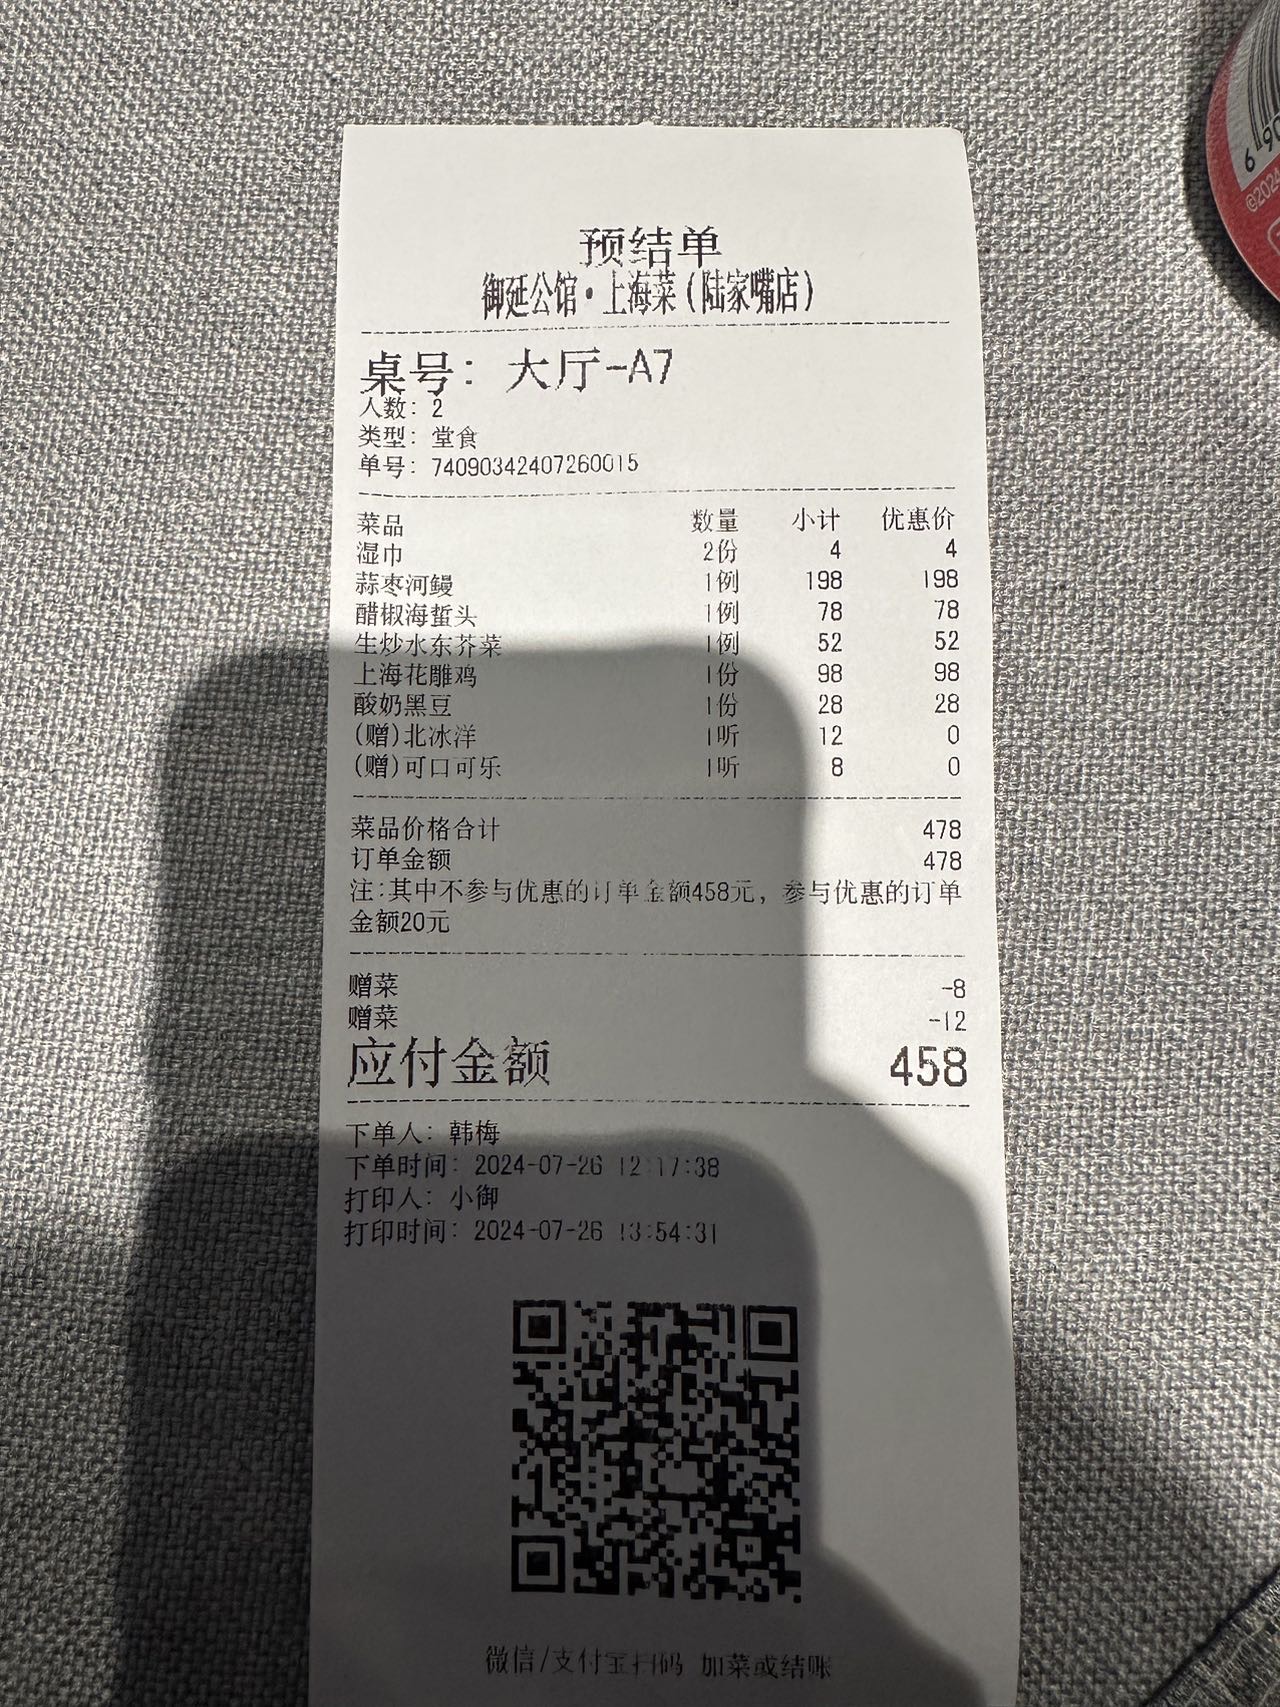 预结单
御延公馆·上海菜(陆家嘴店)
桌号: 大厅-A7
人数: 2
类型: 堂食
单号: 74090342407260015
菜品 数量 小计 优惠价
湿巾 2份 4 4
蒜枣河鳗 1例 198 198
醋椒海蜇头 1例 78 78
生炒水东芥菜 1例 52 52
上海花雕鸡 1份 98 98
酸奶黑豆 1份 28 28
(赠)北冰洋 1听 12 0
(赠)可口可乐 1听 8 0
菜品价格合计 478
订单金额 478
注:其中不参与优惠的订单金额458元, 参与优惠的订单
金额20元
赠菜 -8
赠菜 -12
应付金额 458
下单人: 韩梅
下单时间: 2024-07-26 12:17:38
打印人: 小御
打印时间: 2024-07-26 13:54:31
微信/支付宝扫码 加菜或结账
©2024